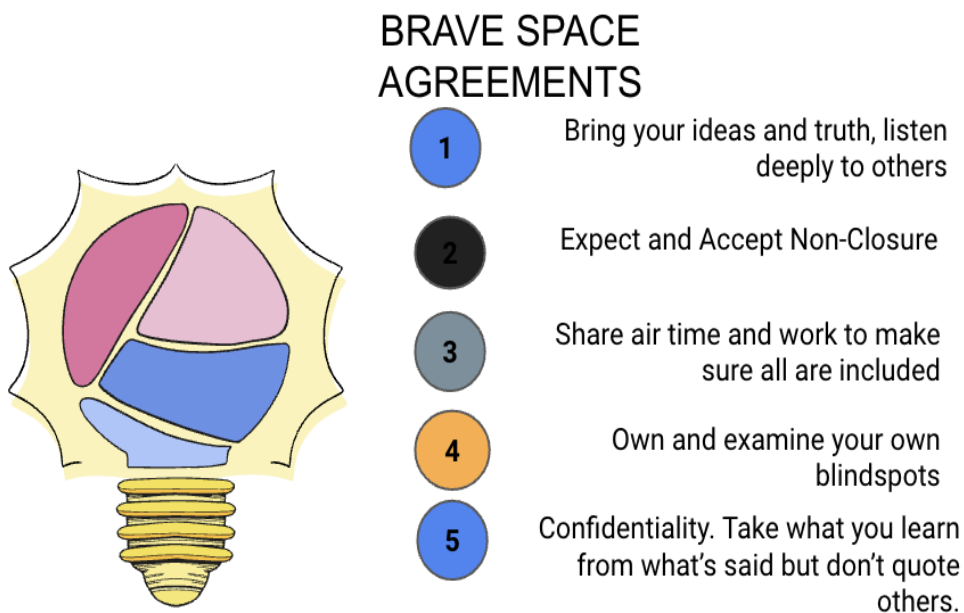 BRAVE SPACE
AGREEMENTS
1
Bring your ideas and truth, listen
deeply to others
2
Expect and Accept Non-Closure
3
Share air time and work to make
sure all are included
4
Own and examine your own
blindspots
5
Confidentiality. Take what you learn
from what’s said but don’t quote
others.